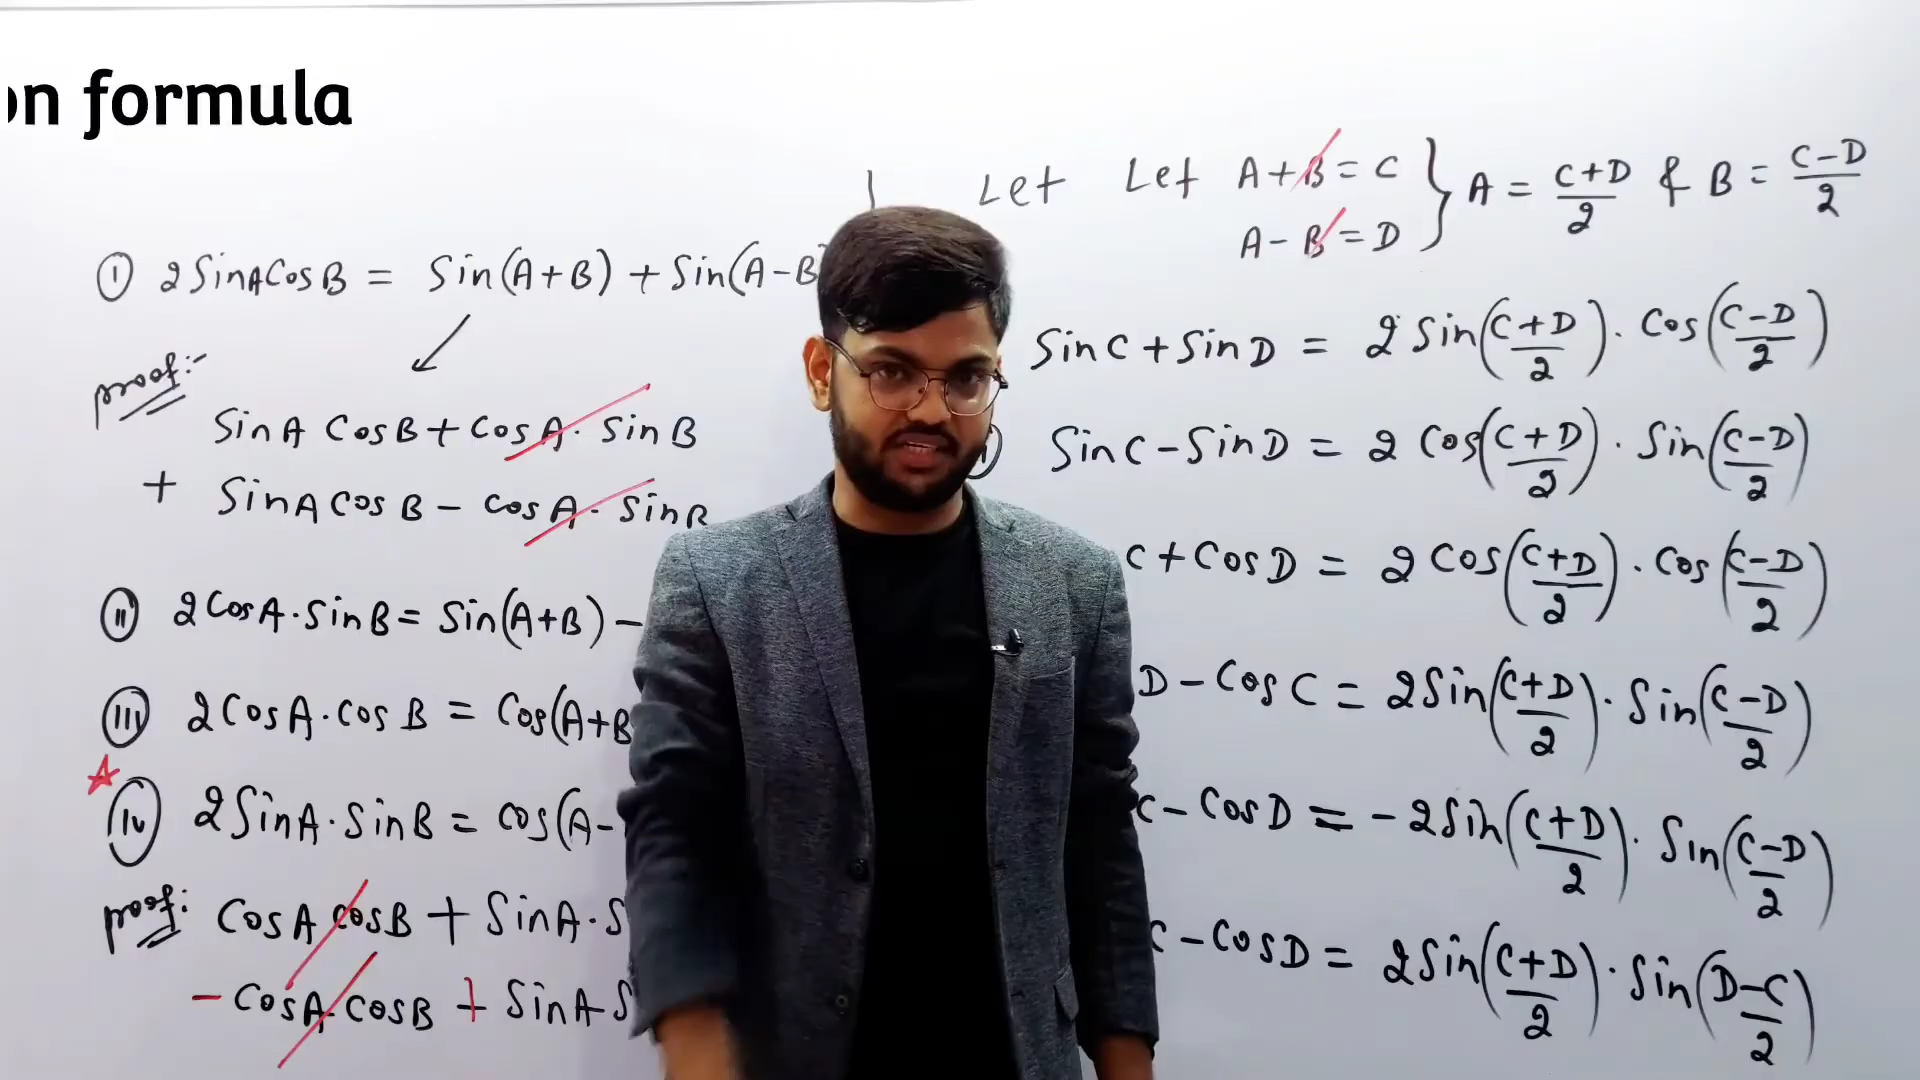 formula
① 2SinACosB = Sin(A+B) + Sin(A-B
proof:-
SinA CosB + CosA. SinB
+ SinA CosB - CosA. SinB
ⓘⓘ 2CosA.SinB = Sin(A+B) -
ⓘⓘⓘ 2CosA.CosB = Cos(A+B
☆
(iv) 2SinA.SinB = Cos(A-
proof: CosA CosB + SinA.S
- CosA CosB + SinA.S
Let Let A+B = C } A = C+D/2 & B = C-D/2
A-B = D
SinC + SinD = 2 Sin(C+D/2). Cos(C-D/2)
SinC - SinD = 2 Cos(C+D/2). Sin(C-D/2)
C + CosD = 2 Cos(C+D/2). Cos(C-D/2)
D - CosC = 2Sin(C+D/2). Sin(C-D/2)
C - CosD = -2Sin(C+D/2). Sin(C-D/2)
C - CosD = 2Sin(C+D/2). Sin(D-C/2)